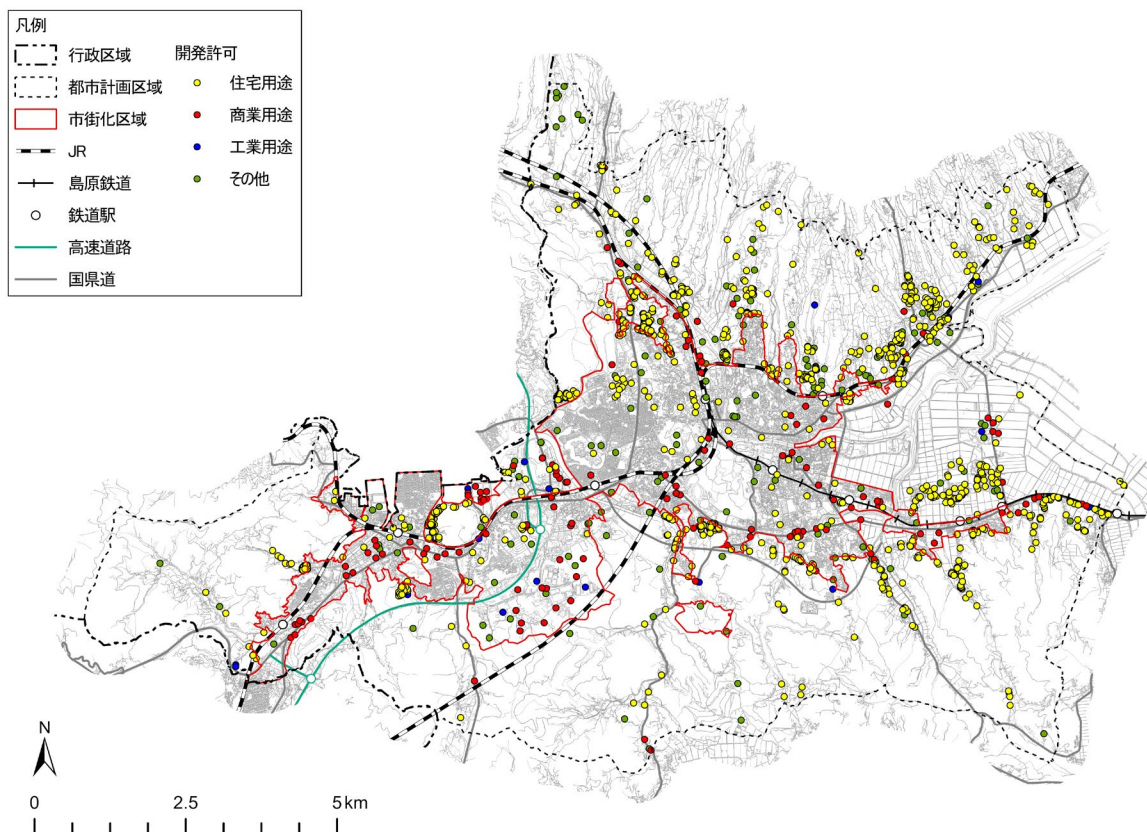 凡例
行政区域
都市計画区域
市街化区域
JR
島原鉄道
鉄道駅
高速道路
国県道
開発許可
住宅用途
商業用途
工業用途
その他
N
0 2.5 5km